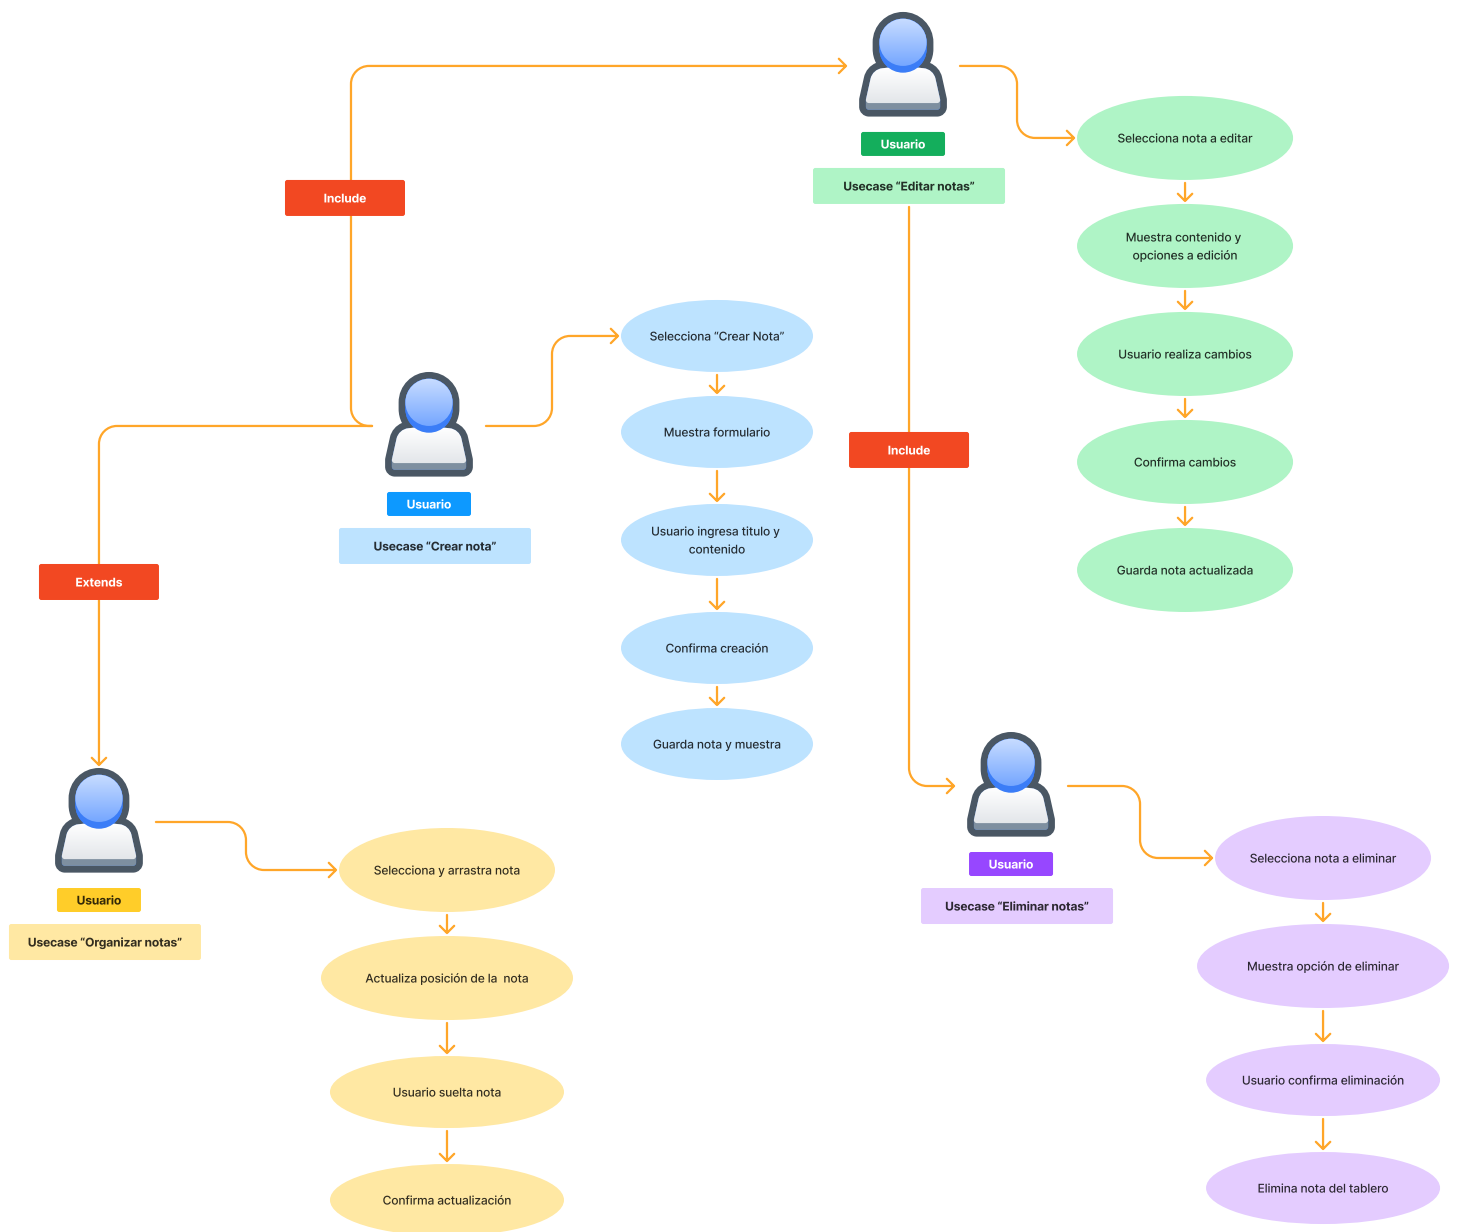 Usuario
Usecase “Editar notas”
Selecciona nota a editar
Muestra contenido y
opciones a edición
Usuario realiza cambios
Confirma cambios
Guarda nota actualizada
Include
Include
Usuario
Usecase “Crear nota”
Selecciona “Crear Nota”
Muestra formulario
Usuario ingresa titulo y
contenido
Confirma creación
Guarda nota y muestra
Extends
Usuario
Usecase “Organizar notas”
Selecciona y arrastra nota
Actualiza posición de la  nota
Usuario suelta nota
Confirma actualización
Usuario
Usecase “Eliminar notas”
Selecciona nota a eliminar
Muestra opción de eliminar
Usuario confirma eliminación
Elimina nota del tablero